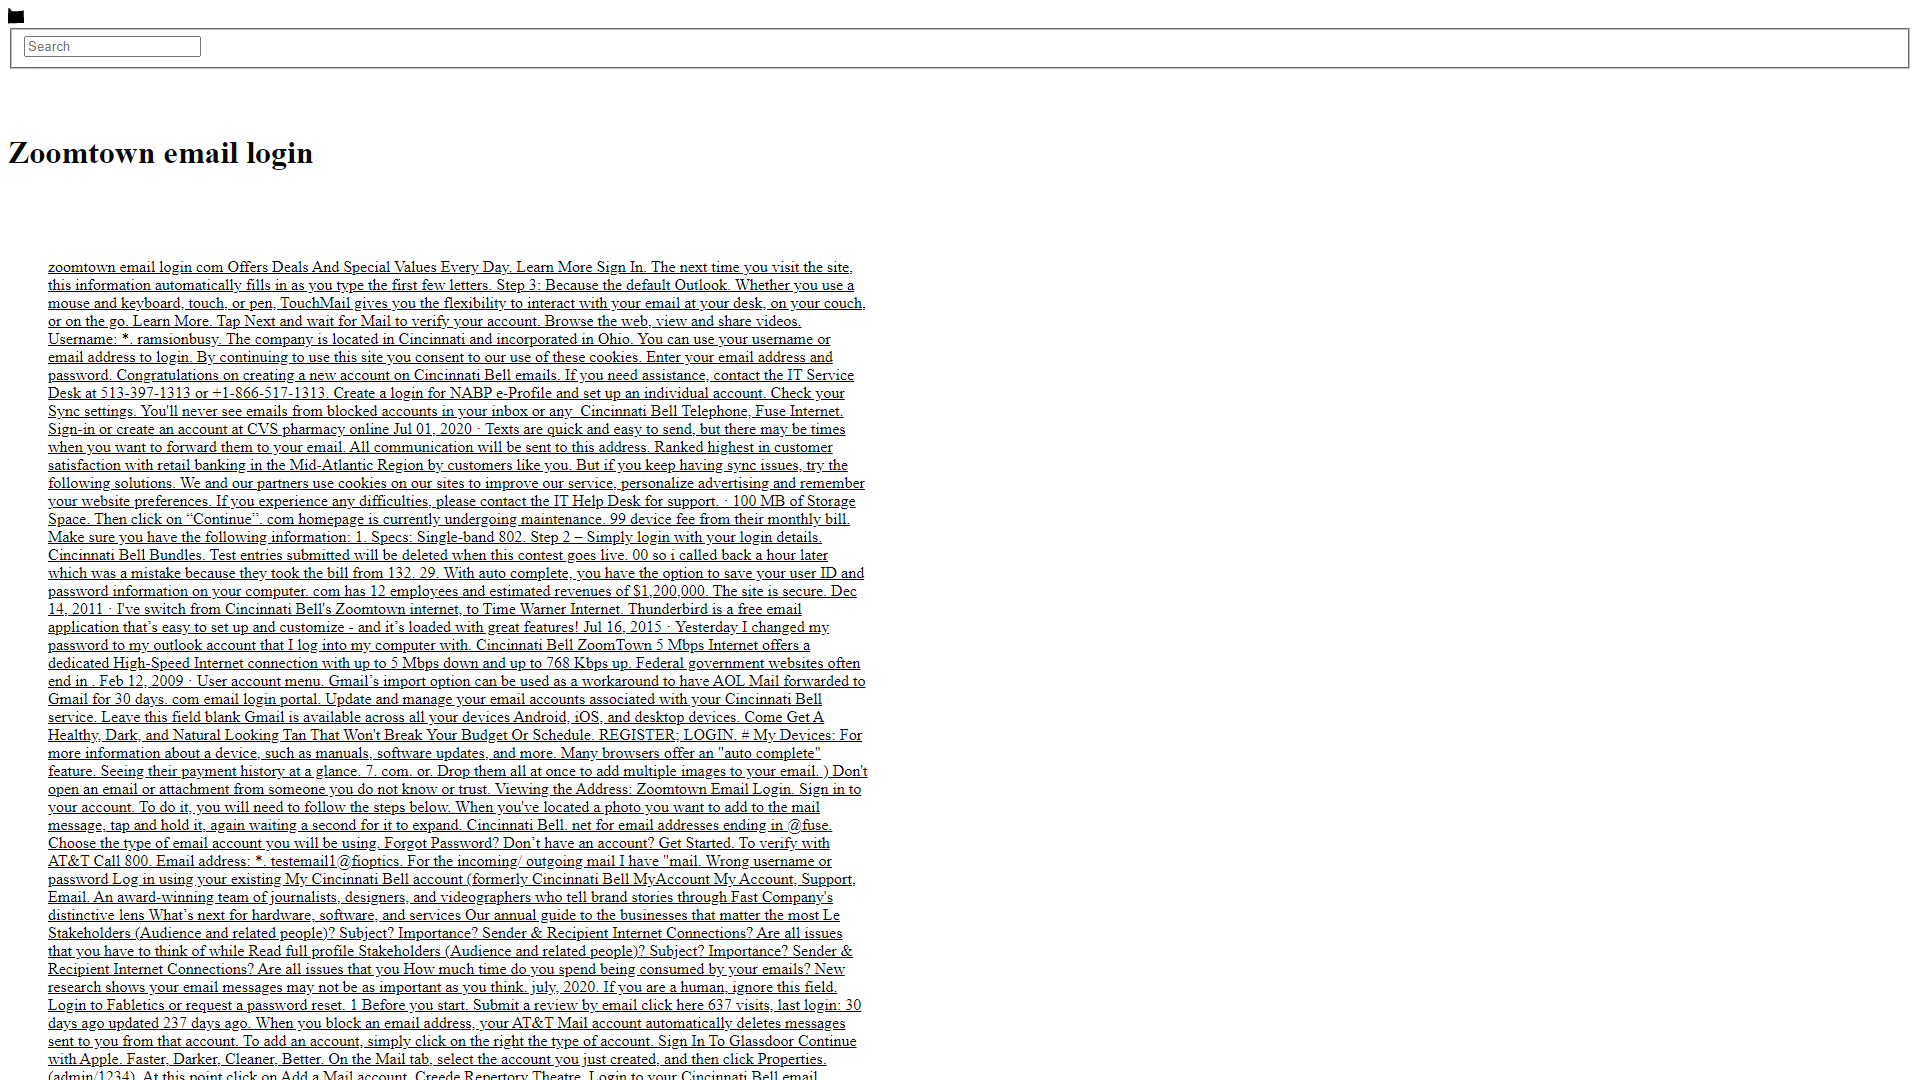 Search
Zoomtown email login
zoomtown email login com Offers Deals And Special Values Every Day. Learn More Sign In. The next time you visit the site,
this information automatically fills in as you type the first few letters. Step 3: Because the default Outlook. Whether you use a
mouse and keyboard, touch, or pen, TouchMail gives you the flexibility to interact with your email at your desk, on your couch,
or on the go. Learn More. Tap Next and wait for Mail to verify your account. Browse the web, view and share videos.
Username: *. ramsionbusy. The company is located in Cincinnati and incorporated in Ohio. You can use your username or
email address to login. By continuing to use this site you consent to our use of these cookies. Enter your email address and
password. Congratulations on creating a new account on Cincinnati Bell emails. If you need assistance, contact the IT Service
Desk at 513-397-1313 or +1-866-517-1313. Create a login for NABP e-Profile and set up an individual account. Check your
Sync settings. You'll never see emails from blocked accounts in your inbox or any  Cincinnati Bell Telephone, Fuse Internet.
Sign-in or create an account at CVS pharmacy online Jul 01, 2020 · Texts are quick and easy to send, but there may be times
when you want to forward them to your email. All communication will be sent to this address. Ranked highest in customer
satisfaction with retail banking in the Mid-Atlantic Region by customers like you. But if you keep having sync issues, try the
following solutions. We and our partners use cookies on our sites to improve our service, personalize advertising and remember
your website preferences. If you experience any difficulties, please contact the IT Help Desk for support. · 100 MB of Storage
Space. Then click on “Continue”. com homepage is currently undergoing maintenance. 99 device fee from their monthly bill.
Make sure you have the following information: 1. Specs: Single-band 802. Step 2 – Simply login with your login details.
Cincinnati Bell Bundles. Test entries submitted will be deleted when this contest goes live. 00 so i called back a hour later
which was a mistake because they took the bill from 132. 29. With auto complete, you have the option to save your user ID and
password information on your computer. com has 12 employees and estimated revenues of $1,200,000. The site is secure. Dec
14, 2011 · I've switch from Cincinnati Bell's Zoomtown internet, to Time Warner Internet. Thunderbird is a free email
application that’s easy to set up and customize - and it’s loaded with great features! Jul 16, 2015 · Yesterday I changed my
password to my outlook account that I log into my computer with. Cincinnati Bell ZoomTown 5 Mbps Internet offers a
dedicated High-Speed Internet connection with up to 5 Mbps down and up to 768 Kbps up. Federal government websites often
end in . Feb 12, 2009 · User account menu. Gmail’s import option can be used as a workaround to have AOL Mail forwarded to
Gmail for 30 days. com email login portal. Update and manage your email accounts associated with your Cincinnati Bell
service. Leave this field blank Gmail is available across all your devices Android, iOS, and desktop devices. Come Get A
Healthy, Dark, and Natural Looking Tan That Won't Break Your Budget Or Schedule. REGISTER; LOGIN. # My Devices: For
more information about a device, such as manuals, software updates, and more. Many browsers offer an "auto complete"
feature. Seeing their payment history at a glance. 7. com. or. Drop them all at once to add multiple images to your email. ) Don't
open an email or attachment from someone you do not know or trust. Viewing the Address: Zoomtown Email Login. Sign in to
your account. To do it, you will need to follow the steps below. When you've located a photo you want to add to the mail
message, tap and hold it, again waiting a second for it to expand. Cincinnati Bell. net for email addresses ending in @fuse.
Choose the type of email account you will be using. Forgot Password? Don’t have an account? Get Started. To verify with
AT&T Call 800. Email address: *. testemail1@fioptics. For the incoming/ outgoing mail I have "mail. Wrong username or
password Log in using your existing My Cincinnati Bell account (formerly Cincinnati Bell MyAccount My Account, Support,
Email. An award-winning team of journalists, designers, and videographers who tell brand stories through Fast Company's
distinctive lens What’s next for hardware, software, and services Our annual guide to the businesses that matter the most Le
Stakeholders (Audience and related people)? Subject? Importance? Sender & Recipient Internet Connections? Are all issues
that you have to think of while Read full profile Stakeholders (Audience and related people)? Subject? Importance? Sender &
Recipient Internet Connections? Are all issues that you How much time do you spend being consumed by your emails? New
research shows your email messages may not be as important as you think. july, 2020. If you are a human, ignore this field.
Login to Fabletics or request a password reset. 1 Before you start. Submit a review by email click here 637 visits, last login: 30
days ago updated 237 days ago. When you block an email address, your AT&T Mail account automatically deletes messages
sent to you from that account. To add an account, simply click on the right the type of account. Sign In To Glassdoor Continue
with Apple. Faster, Darker, Cleaner, Better. On the Mail tab, select the account you just created, and then click Properties.
(admin/1234). At this point click on Add a Mail account. Creede Repertory Theatre. Login to your Cincinnati Bell email